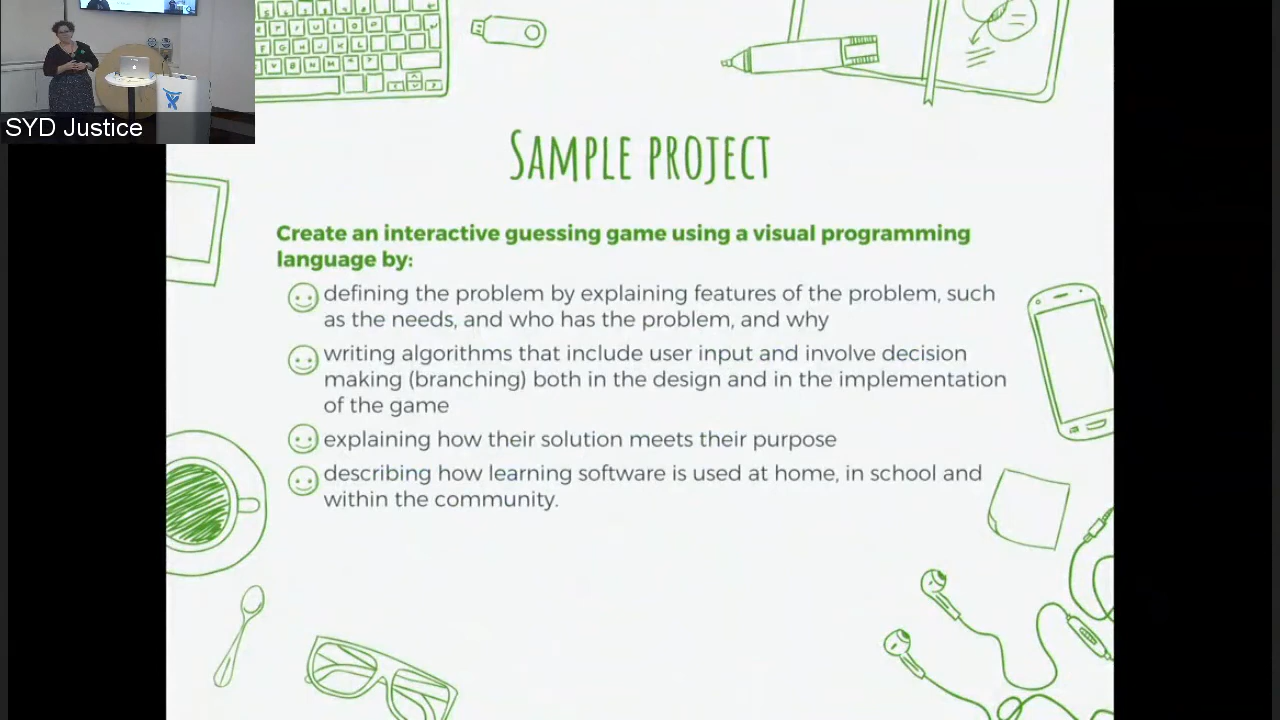 SYD Justice
SAMPLE PROJECT
Create an interactive guessing game using a visual programming
language by:
defining the problem by explaining features of the problem, such
as the needs, and who has the problem, and why
writing algorithms that include user input and involve decision
making (branching) both in the design and in the implementation
of the game
explaining how their solution meets their purpose
describing how learning software is used at home, in school and
within the community.